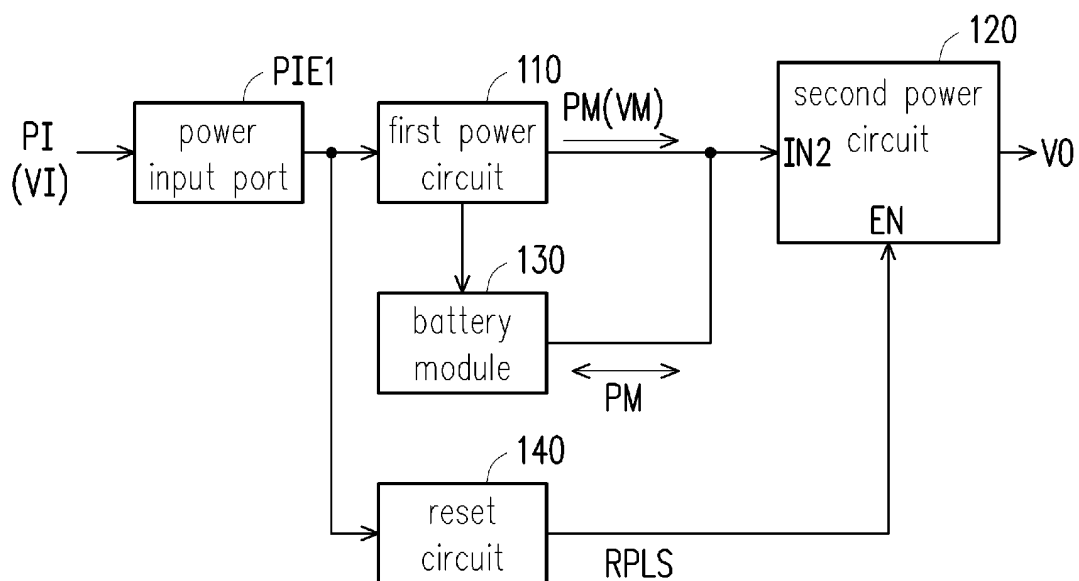 120
PIE1
110
PI
(VI)
power
input port
first power
circuit
PM(VM)
second power
circuit
IN2
EN
VO
130
battery
module
PM
140
reset
circuit
RPLS